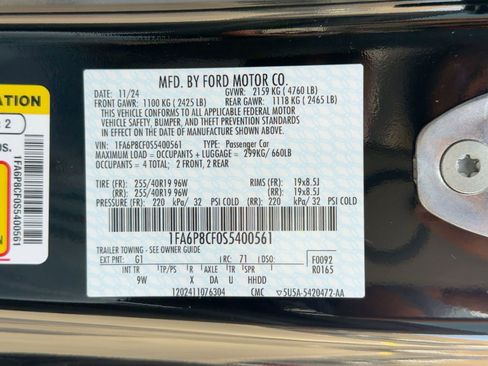 MFD. BY FORD MOTOR CO.
11/24 GVWR: 2159 KG ( 4760 LB)
FRONT GAWR: 1100 KG ( 2425 LB) REAR GAWR: 1118 KG ( 2465 LB)
THIS VEHICLE CONFORMS TO ALL APPLICABLE FEDERAL MOTOR
VEHICLE SAFETY, BUMPER, AND THEFT PREVENTION STANDARDS
IN EFFECT ON THE DATE OF MANUFACTURE SHOWN ABOVE.
VIN: 1FA6P8CF0S5400561 TYPE: Passenger Car
MAXIMUM LOAD = OCCUPANTS + LUGGAGE = 299KG/ 660LB
OCCUPANTS = 4 TOTAL: 2 FRONT, 2 REAR
TIRE (FR): 255/40R19 96W RIMS (FR): 19x8.5J
(RR): 255/40R19 96W (RR): 19x8.5J
PRESSURE (FR): 220 kPa/ 32 PSI COLD (RR): 220 kPa/ 32 PSI COLD
1FA6P8CF0S5400561
TRAILER TOWING - SEE OWNER GUIDE
EXT PNT: G1 RC: 71 DSO: F0092
INT TR TP/PS R AXLE TR SPR R0165
9W X DA U HHDD
1202411076304 CMC 5U5A-5420472-AA
ATION
2
OS.
1FA6P8CF0S5400561